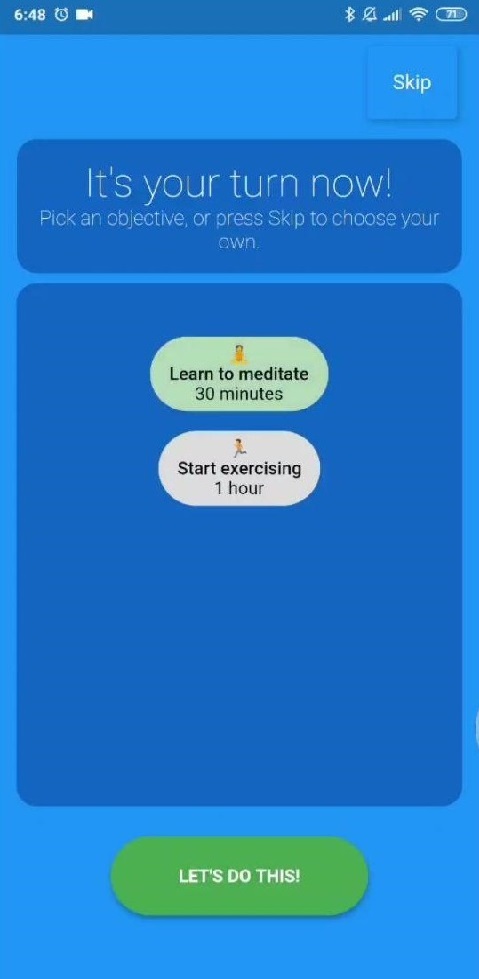 6:48
71
Skip
It's your turn now!
Pick an objective, or press Skip to choose your
own.
Learn to meditate
30 minutes
Start exercising
1 hour
LET'S DO THIS!